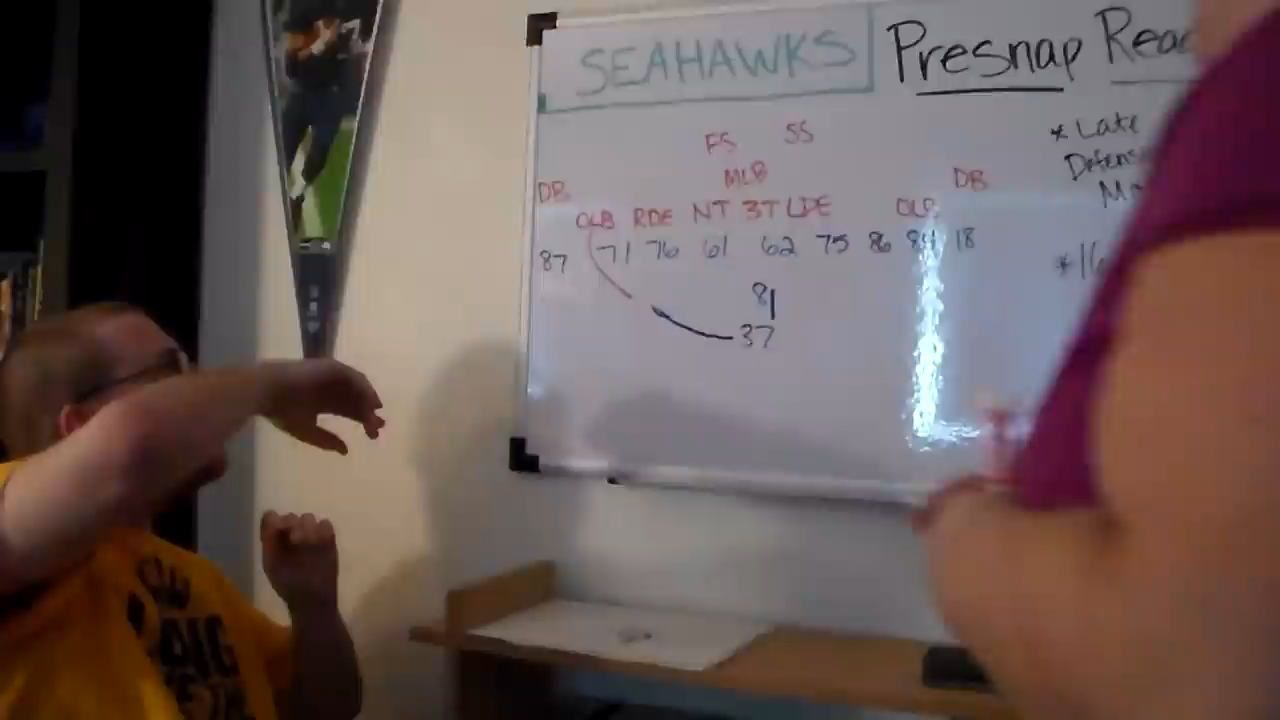 SEAHAWKS
Presnap
* Late
FS SS
MLB
DB DB
OLB RDE NT 3T LDE OLB
87 71 76 61 62 75 86 84 18
81
37